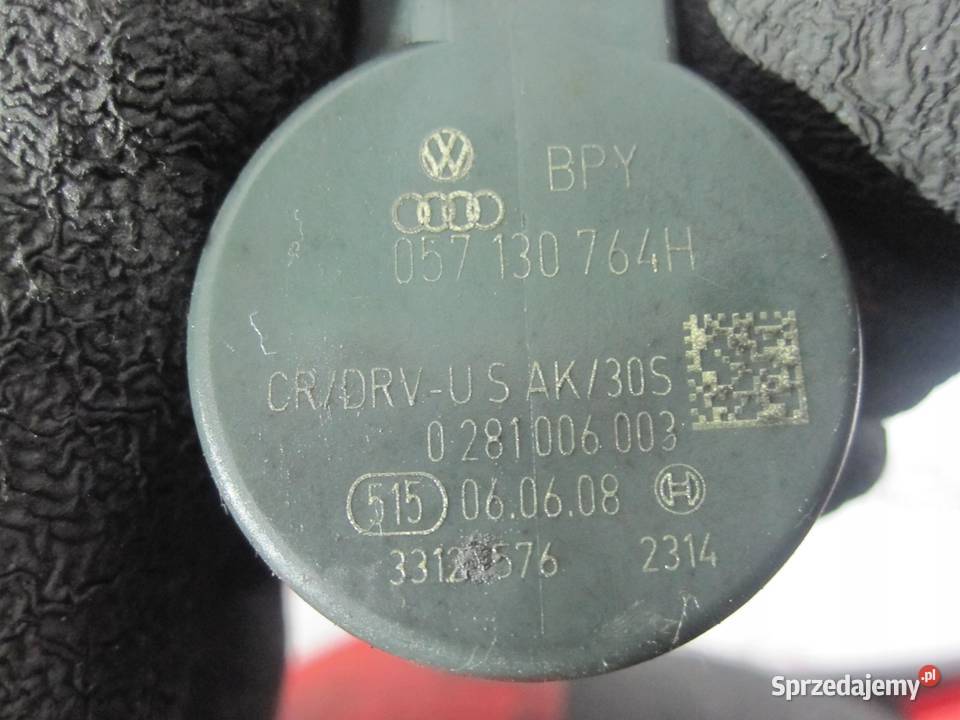 BPY
057 130 764H
CR/DRV-U S AK/30S
0 281 006 003
515 06.06.08
2314
Sprzedajemy.pl